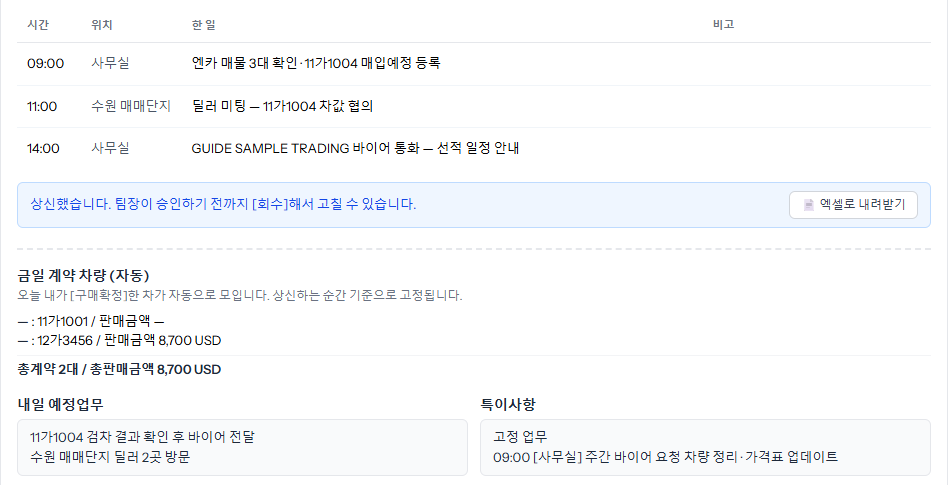 시간 위치 한 일 비고
09:00 사무실 엔카 매물 3대 확인 · 11가1004 매입예정 등록
11:00 수원 매매단지 딜러 미팅 — 11가1004 차값 협의
14:00 사무실 GUIDE SAMPLE TRADING 바이어 통화 — 선적 일정 안내
상신했습니다. 팀장이 승인하기 전까지 [회수]해서 고칠 수 있습니다. 엑셀로 내려받기
금일 계약 차량 (자동)
오늘 내가 [구매확정]한 차가 자동으로 모입니다. 상신하는 순간 기준으로 고정됩니다.
— : 11가1001 / 판매금액 —
— : 12가3456 / 판매금액 8,700 USD
총계약 2대 / 총판매금액 8,700 USD
내일 예정업무
11가1004 검차 결과 확인 후 바이어 전달
수원 매매단지 딜러 2곳 방문
특이사항
고정 업무
09:00 [사무실] 주간 바이어 요청 차량 정리 · 가격표 업데이트